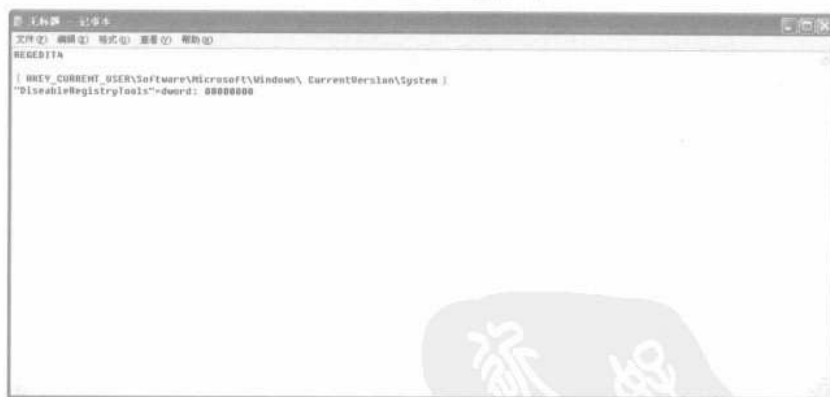 无标题 - 记事本
文件(F) 编辑(E) 格式(O) 查看(V) 帮助(H)
REGEDIT4
[ HKEY_CURRENT_USER\Software\Microsoft\Windows\ CurrentVersion\System ]
"DiseableRegistryTools"=dword: 00000000